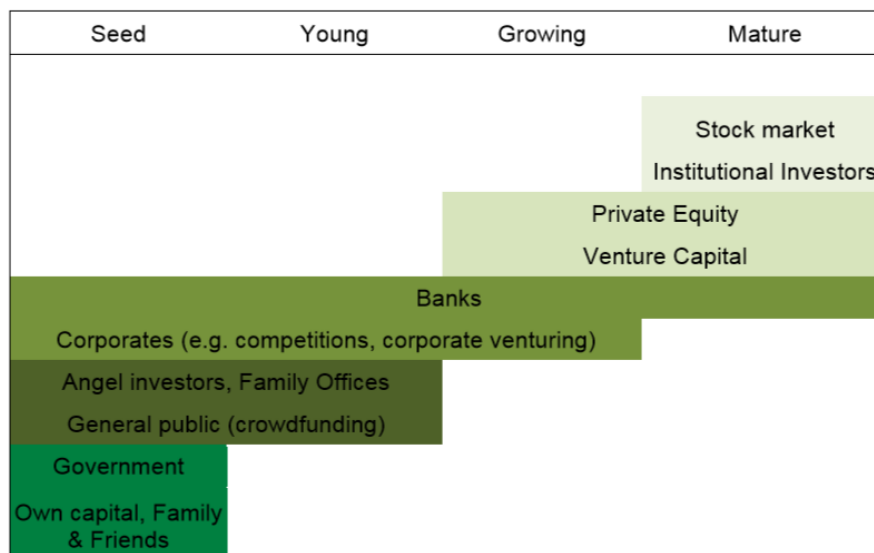 Seed Young Growing Mature
Stock market
Institutional Investors
Private Equity
Venture Capital
Banks
Corporates (e.g. competitions, corporate venturing)
Angel investors, Family Offices
General public (crowdfunding)
Government
Own capital, Family
& Friends